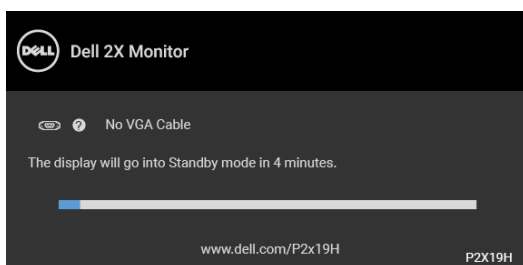 DELL Dell 2X Monitor
No VGA Cable
The display will go into Standby mode in 4 minutes.
www.dell.com/P2x19H
P2X19H